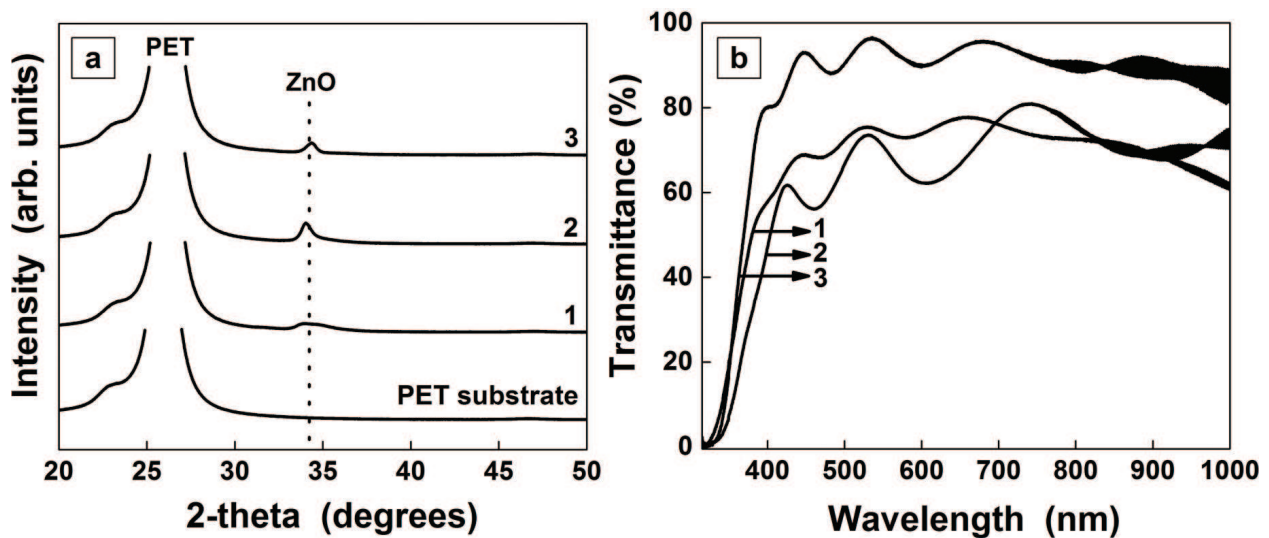 a
PET
ZnO
3
2
1
PET substrate
Intensity (arb. units)
20 25 30 35 40 45 50
2-theta (degrees)
b
100
80
60
40
20
0
1
2
3
Transmittance (%)
400 500 600 700 800 900 1000
Wavelength (nm)